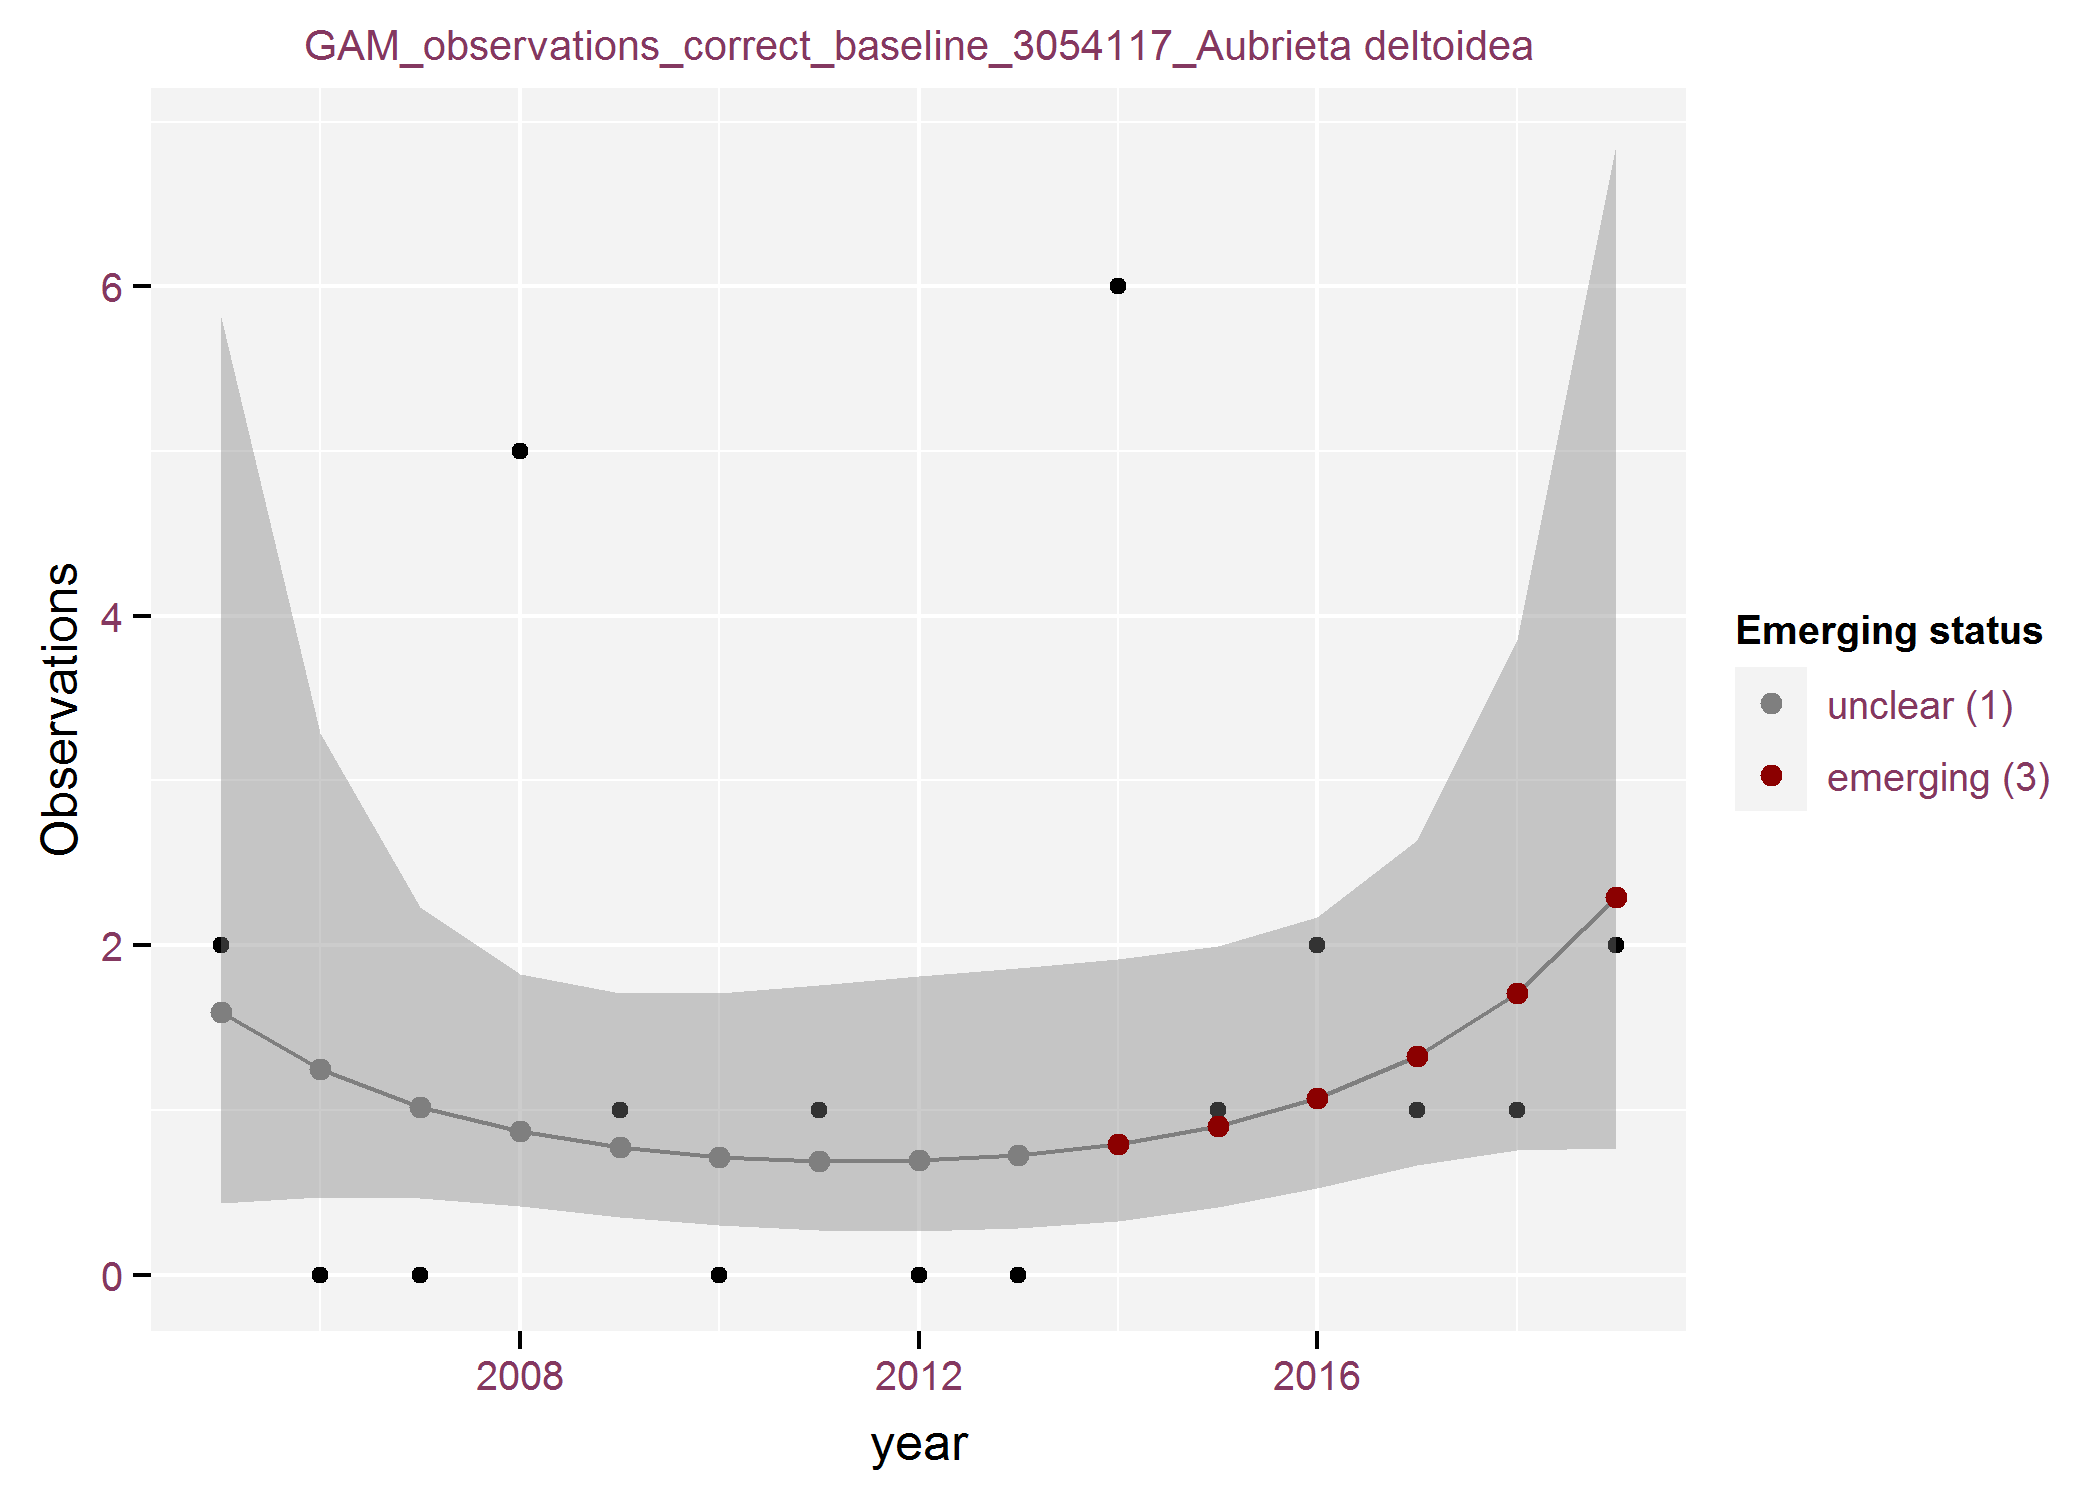 GAM_observations_correct_baseline_3054117_Aubrieta deltoidea
Observations
6
4
2
0
2008
2012
2016
year
Emerging status
unclear (1)
emerging (3)